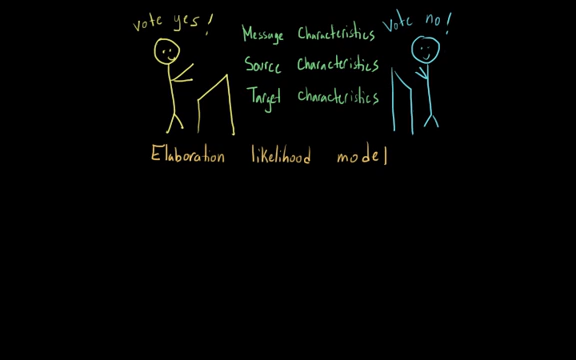 vote yes!
Vote no!
Message Characteristics
Source Characteristics
Target characteristics
Elaboration likelihood model